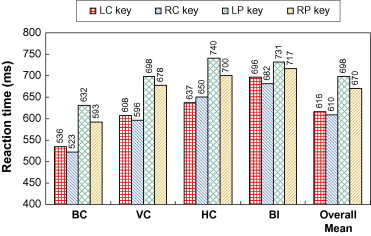 LC key RC key LP key RP key
Reaction time (ms)
800
750
700
650
600
550
500
450
400
536 523 632 593
608 596 698 678
637 650 740 700
696 682 731 717
616 610 698 670
BC VC HC BI Overall
Mean